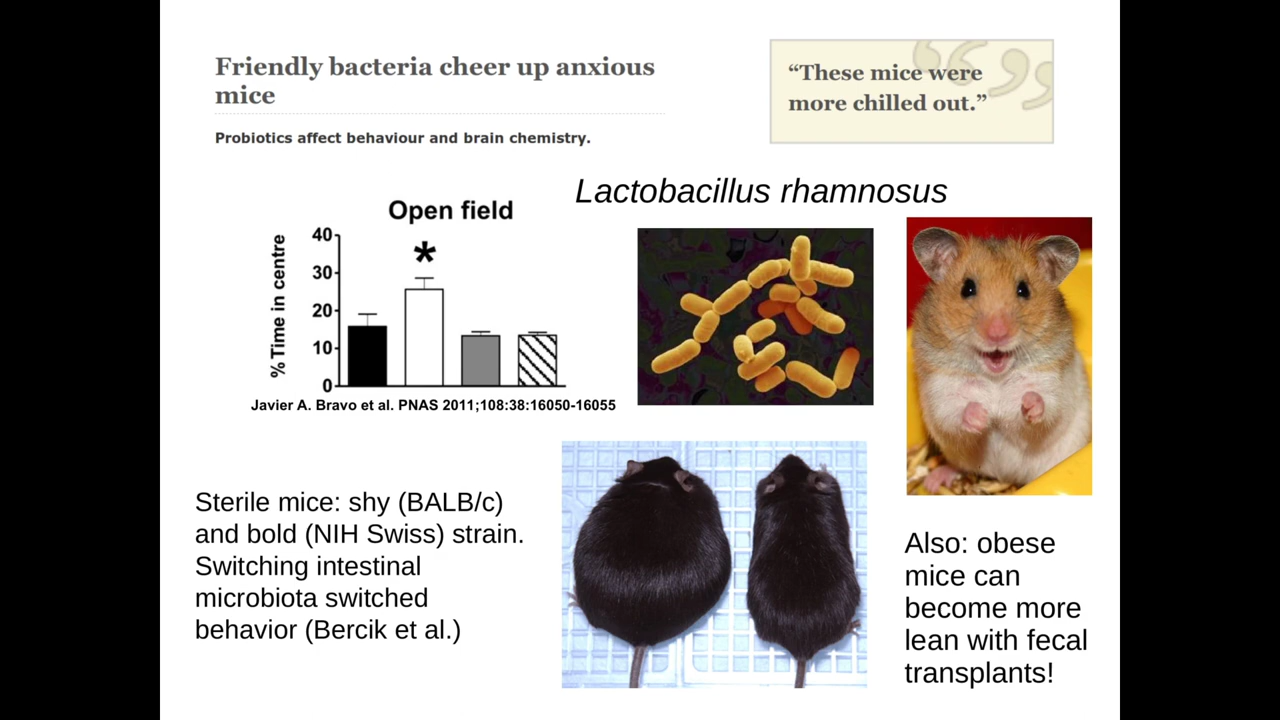 Friendly bacteria cheer up anxious
mice
Probiotics affect behaviour and brain chemistry.
“These mice were
more chilled out.”
Lactobacillus rhamnosus
Open field
*
% Time in centre
40
30
20
10
0
Javier A. Bravo et al. PNAS 2011;108:38:16050-16055
Sterile mice: shy (BALB/c)
and bold (NIH Swiss) strain.
Switching intestinal
microbiota switched
behavior (Bercik et al.)
Also: obese
mice can
become more
lean with fecal
transplants!